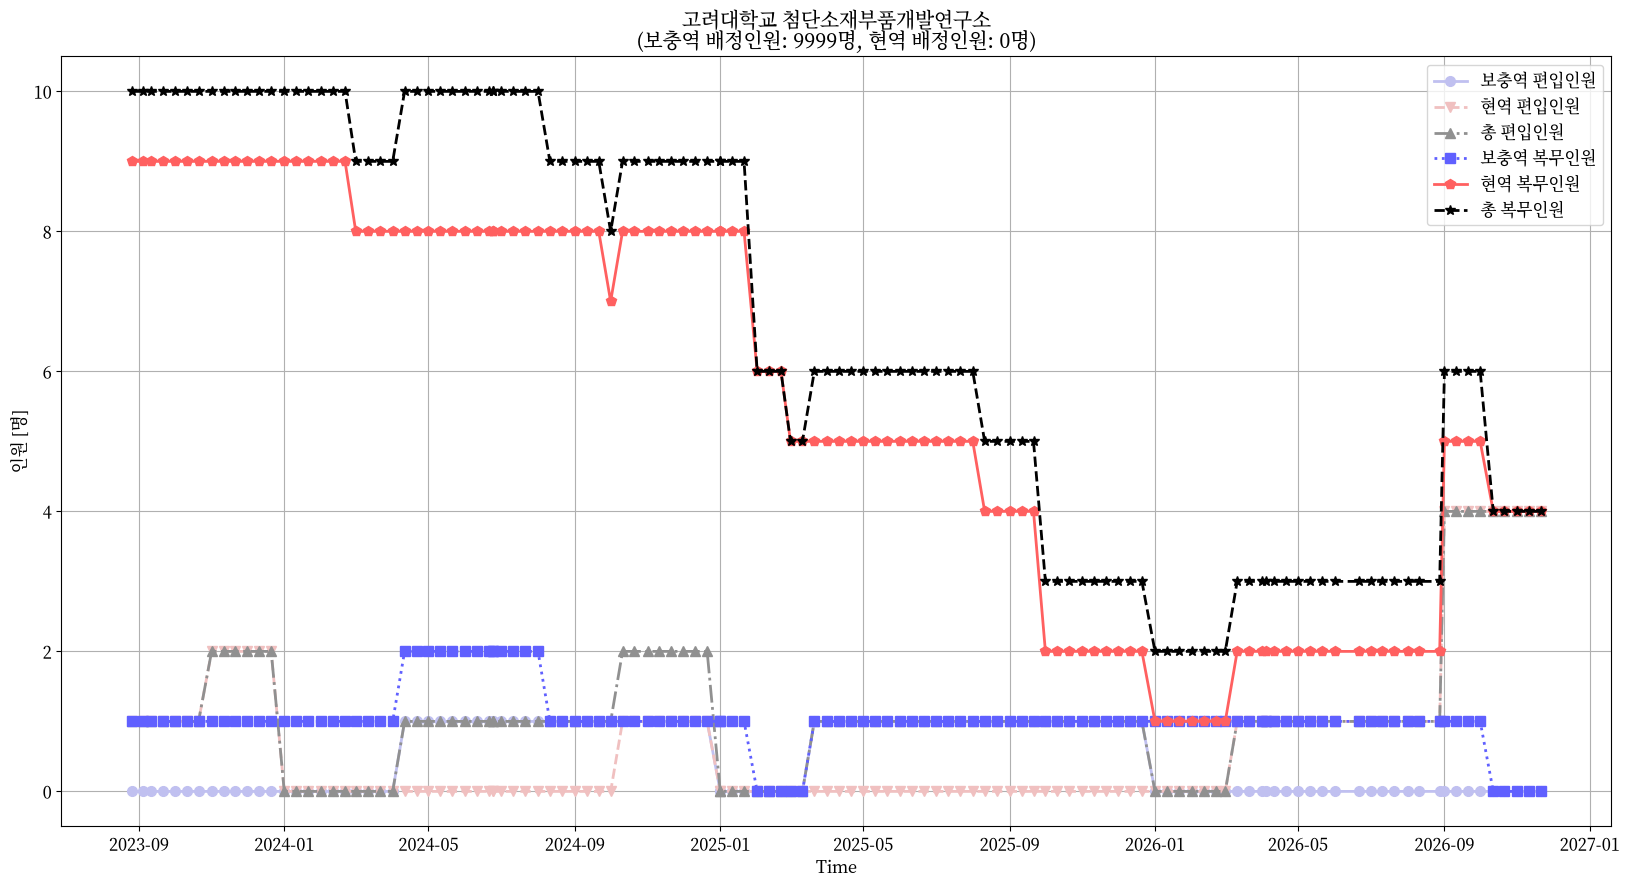 고려대학교 첨단소재부품개발연구소
(보충역 배정인원: 9999명, 현역 배정인원: 0명)
보충역 편입인원
현역 편입인원
총 편입인원
보충역 복무인원
현역 복무인원
총 복무인원
인원 [명]
10
8
6
4
2
0
2023-09
2024-01
2024-05
2024-09
2025-01
2025-05
2025-09
2026-01
2026-05
2026-09
2027-01
Time